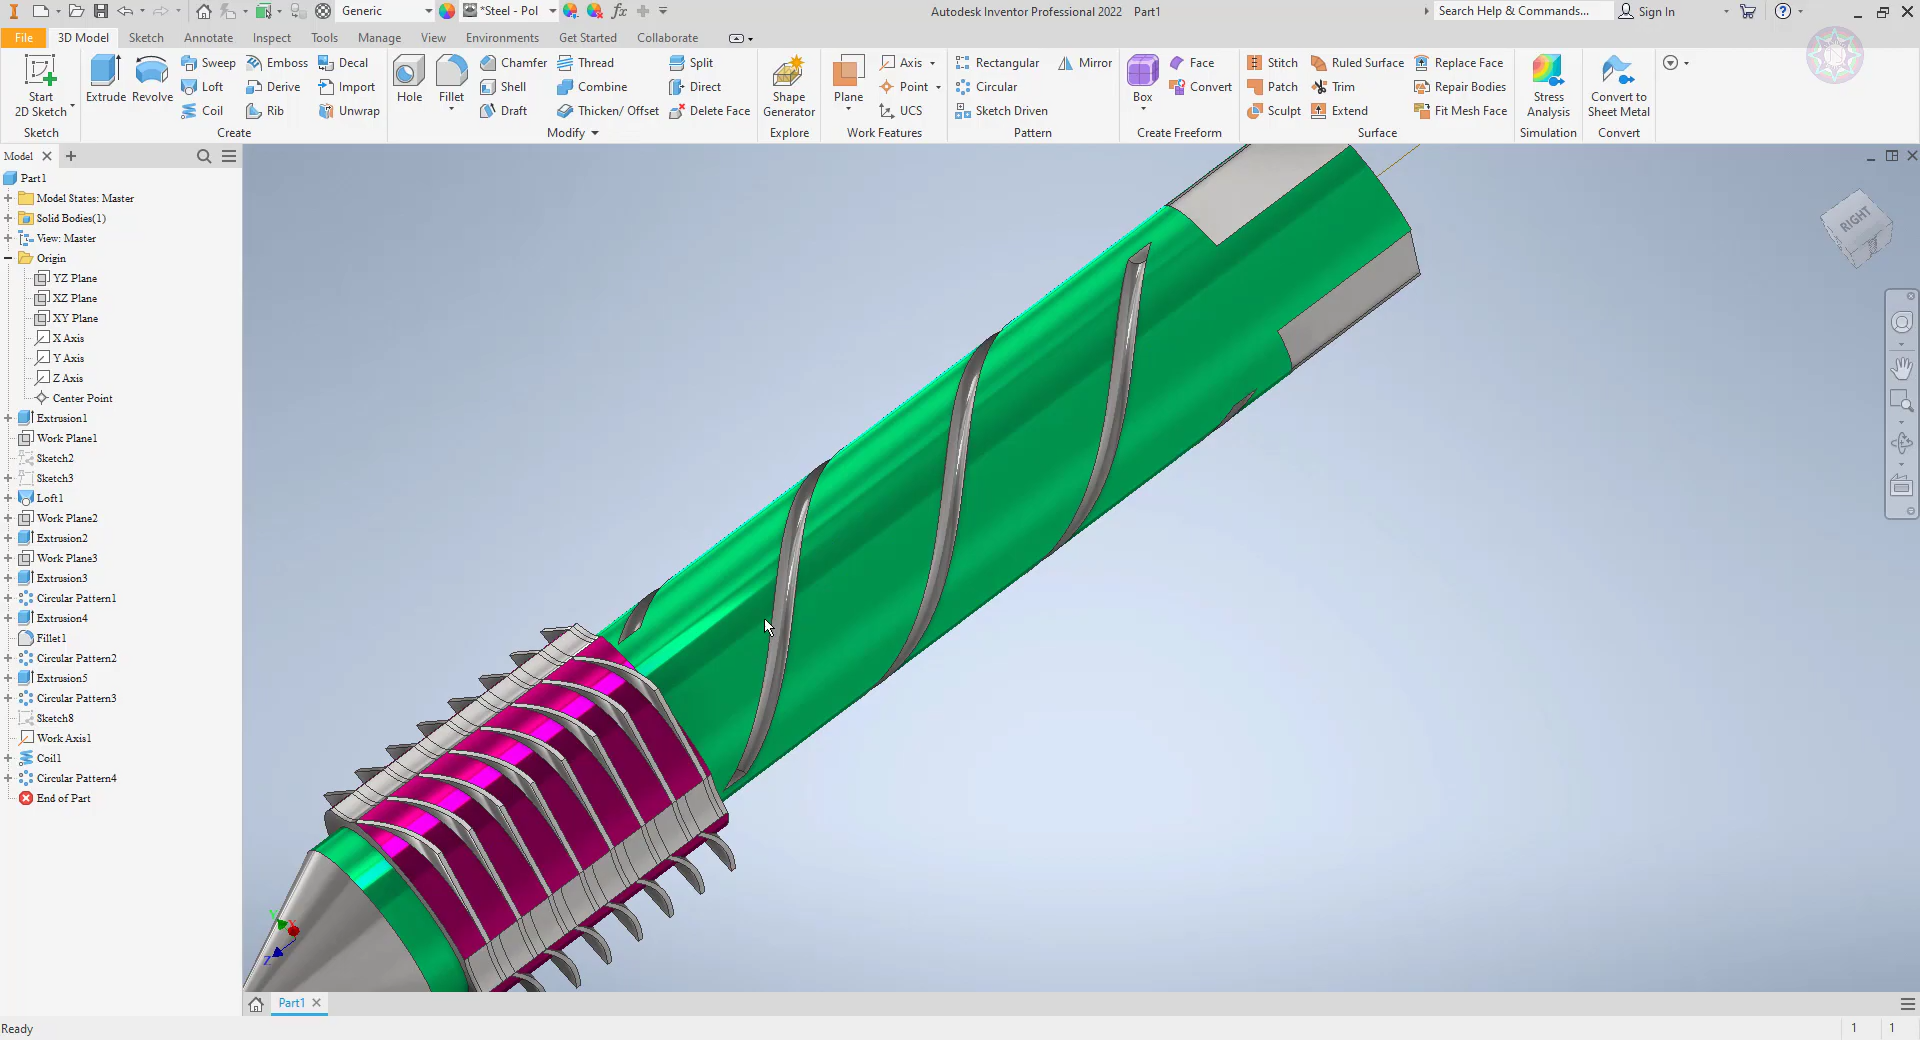 Generic
*Steel - Pol
fx
Autodesk Inventor Professional 2022 Part1
Search Help & Commands...
Sign In
File 3D Model Sketch Annotate Inspect Tools Manage View Environments Get Started Collaborate
Start 2D Sketch
Extrude
Revolve
Sweep
Loft
Coil
Emboss
Derive
Rib
Decal
Import
Unwrap
Hole
Fillet
Chamfer
Shell
Draft
Thread
Combine
Thicken/ Offset
Split
Direct
Delete Face
Shape Generator
Plane
Axis
Point
UCS
Rectangular
Circular
Sketch Driven
Mirror
Box
Face
Convert
Stitch
Patch
Sculpt
Ruled Surface
Trim
Extend
Replace Face
Repair Bodies
Fit Mesh Face
Stress Analysis
Convert to Sheet Metal
Sketch Create Modify Explore Work Features Pattern Create Freeform Surface Simulation Convert
Model
Part1
Model States: Master
Solid Bodies(1)
View: Master
Origin
YZ Plane
XZ Plane
XY Plane
X Axis
Y Axis
Z Axis
Center Point
Extrusion1
Work Plane1
Sketch2
Sketch3
Loft1
Work Plane2
Extrusion2
Work Plane3
Extrusion3
Circular Pattern1
Extrusion4
Fillet1
Circular Pattern2
Extrusion5
Circular Pattern3
Sketch8
Work Axis1
Coil1
Circular Pattern4
End of Part
RIGHT
Z
Part1
Ready
1 1